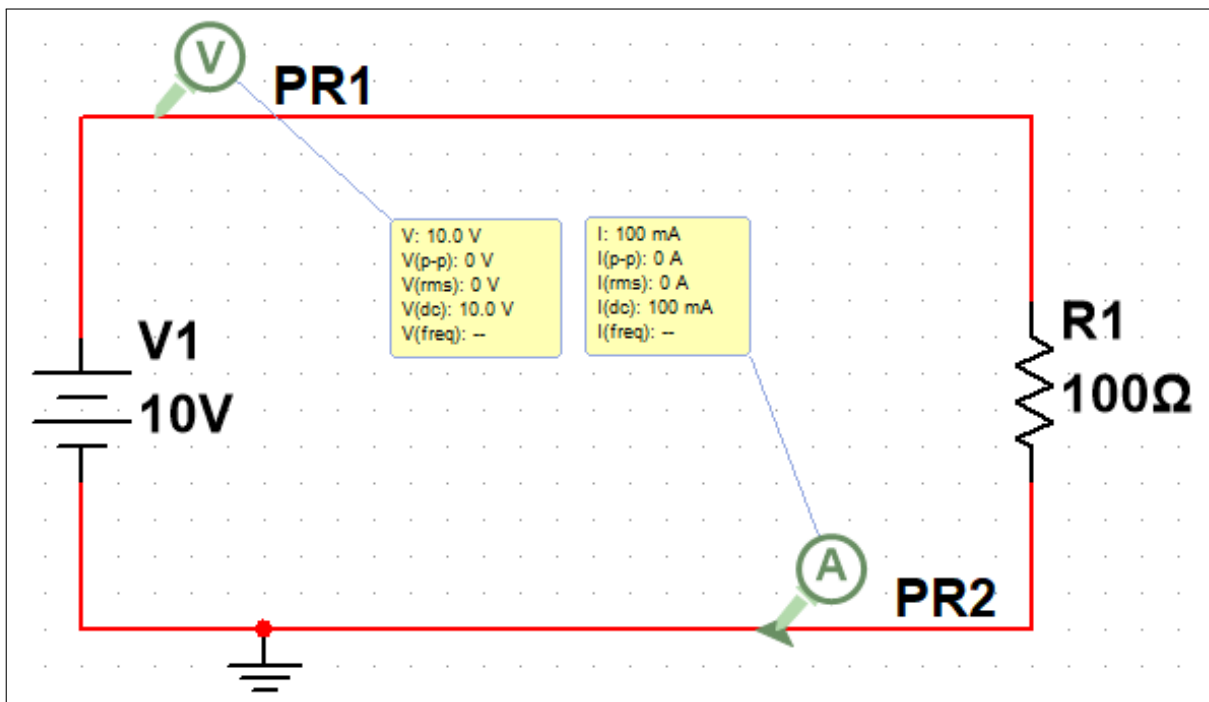 V
PR1
V: 10.0 V
V(p-p): 0 V
V(rms): 0 V
V(dc): 10.0 V
V(freq): --
I: 100 mA
I(p-p): 0 A
I(rms): 0 A
I(dc): 100 mA
I(freq): --
V1
10V
R1
100Ω
A
PR2